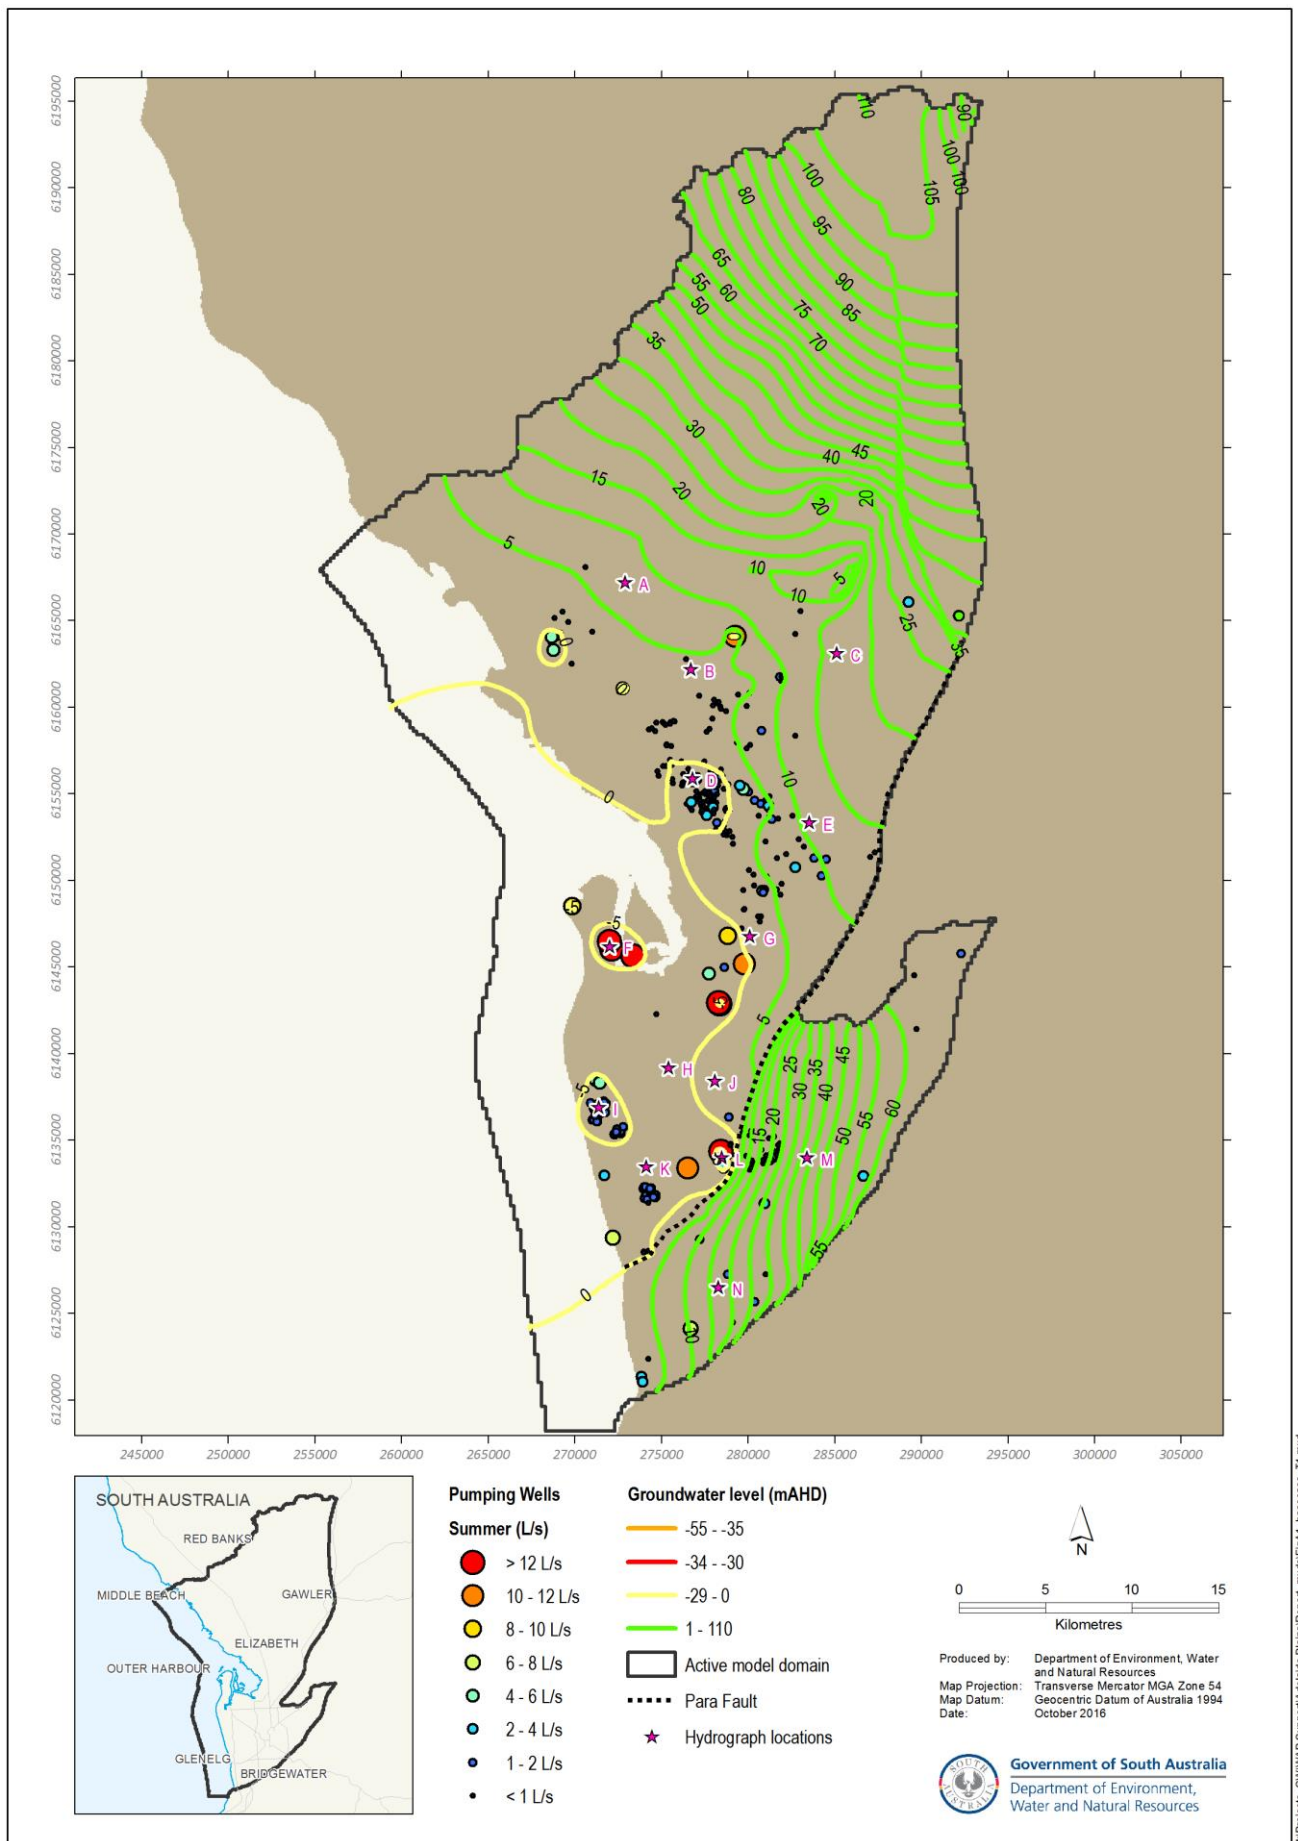 6195000
6190000
6185000
6180000
6175000
6170000
6165000
6160000
6155000
6150000
6145000
6140000
6135000
6130000
6125000
6120000
110
90
100
100
105
100
80
95
65
55
60
50
90
85
75
70
35
30
45
40
15
20
20
20
5
10
10
5
25
35
A
B
C
0
0
D
0
10
E
-5
-5
F
G
5
H
J
-5
I
K
L
M
N
25
35
45
30
40
60
20
15
55
50
55
0
10
245000 250000 255000 260000 265000 270000 275000 280000 285000 290000 295000 300000 305000
SOUTH AUSTRALIA
RED BANKS
MIDDLE BEACH
GAWLER
ELIZABETH
OUTER HARBOUR
GLENELG
BRIDGEWATER
Pumping Wells
Summer (L/s)
> 12 L/s
10 - 12 L/s
8 - 10 L/s
6 - 8 L/s
4 - 6 L/s
2 - 4 L/s
1 - 2 L/s
< 1 L/s
Groundwater level (mAHD)
-55 - -35
-34 - -30
-29 - 0
1 - 110
Active model domain
Para Fault
Hydrograph locations
N
0 5 10 15
Kilometres
Produced by: Department of Environment, Water
and Natural Resources
Map Projection: Transverse Mercator MGA Zone 54
Map Datum: Geocentric Datum of Australia 1994
Date: October 2016
SOUTH AUSTRALIA
Government of South Australia
Department of Environment,
Water and Natural Resources